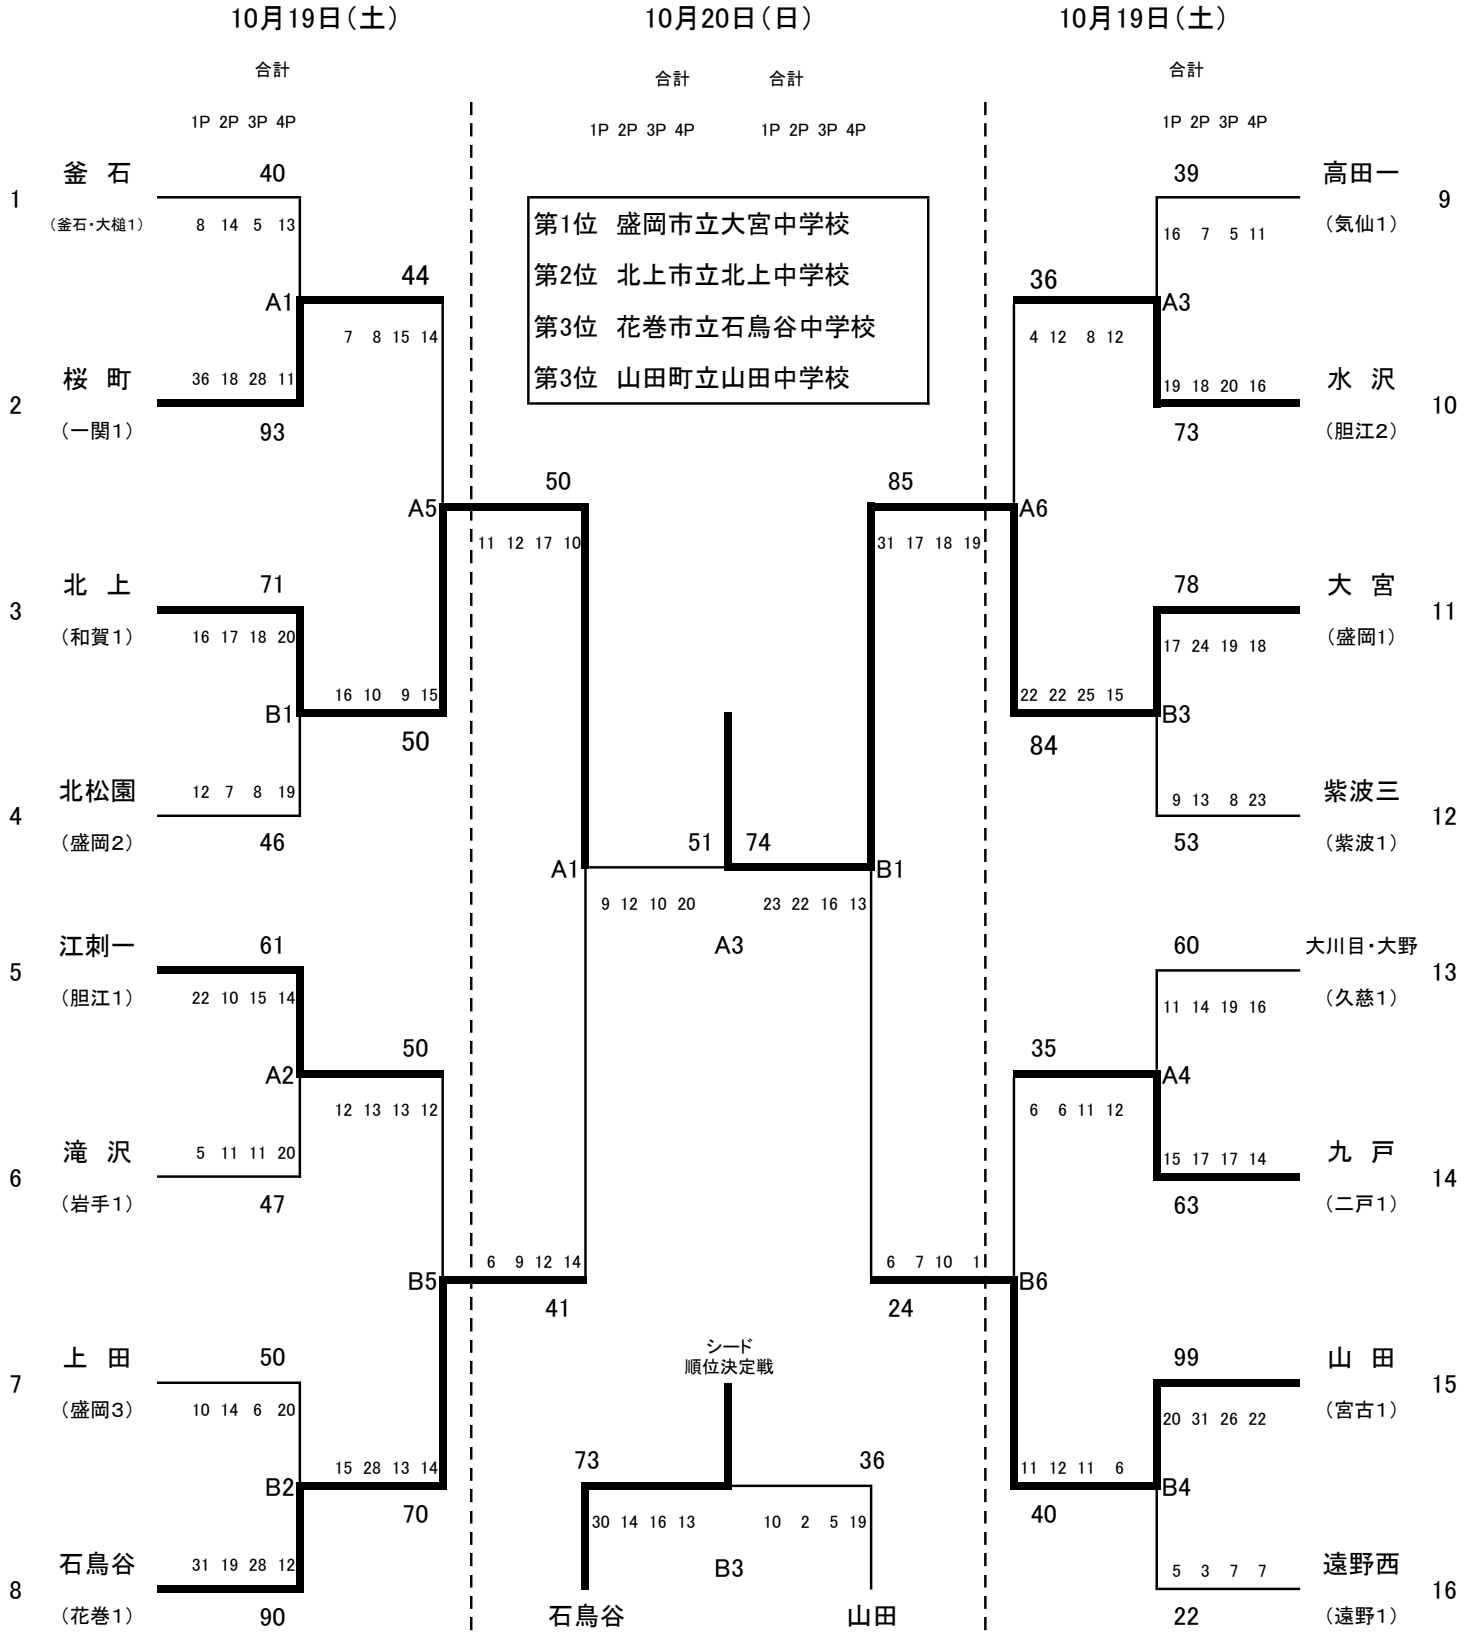 10月19日（土） 10月20日（日） 10月19日（土）
合計 合計 合計 合計
1P 2P 3P 4P 1P 2P 3P 4P 1P 2P 3P 4P 1P 2P 3P 4P
第1位 盛岡市立大宮中学校
第2位 北上市立北上中学校
第3位 花巻市立石鳥谷中学校
第3位 山田町立山田中学校
釜 石 40
1
（釜石・大槌1） 8 14 5 13
44
A1
7 8 15 14
桜 町 36 18 28 11
2
（一関1） 93
A5
北 上 71
3
（和賀1） 16 17 18 20
16 10 9 15
B1
50
北松園 12 7 8 19
4
（盛岡2） 46
江刺一 61
5
（胆江1） 22 10 15 14
50
A2
12 13 13 12
滝 沢 5 11 11 20
6
（岩手1） 47
B5
上 田 50
7
（盛岡3） 10 14 6 20
15 28 13 14
B2
70
石鳥谷 31 19 28 12
8
（花巻1） 90
50 85
11 12 17 10 31 17 18 19
51 74
A1 B1
9 12 10 20 23 22 16 13
A3
6 9 12 14 6 7 10 1
41 24
シード
順位決定戦
73 36
30 14 16 13 10 2 5 19
B3
石鳥谷 山田
39 高田一
9
16 7 5 11 （気仙1）
36
A3
4 12 8 12
19 18 20 16 水 沢
10
73 （胆江2）
A6
78 大 宮
11
17 24 19 18 （盛岡1）
22 22 25 15
B3
84
9 13 8 23 紫波三
12
53 （紫波1）
60 大川目・大野
13
11 14 19 16 （久慈1）
35
A4
6 6 11 12
15 17 17 14 九 戸
14
63 （二戸1）
B6
99 山 田
15
20 31 26 22 （宮古1）
11 12 11 6
B4
40
5 3 7 7 遠野西
16
22 （遠野1）